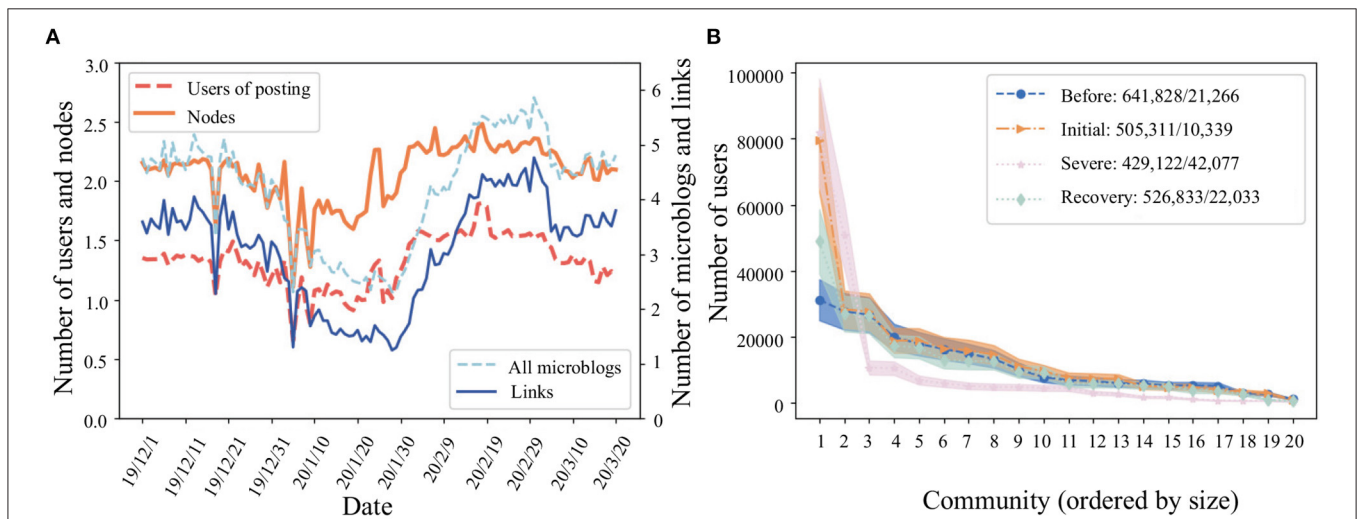 A
Number of users and nodes
3.0
2.5
2.0
1.5
1.0
0.5
0.0
Users of posting
Nodes
All microblogs
Links
6
5
4
3
2
1
0
Number of microblogs and links
19/12/1
19/12/11
19/12/21
19/12/31
20/1/10
20/1/20
20/1/30
20/2/9
20/2/19
20/2/29
20/3/10
20/3/20
Date
B
Number of users
100000
80000
60000
40000
20000
0
Before: 641,828/21,266
Initial: 505,311/10,339
Severe: 429,122/42,077
Recovery: 526,833/22,033
1 2 3 4 5 6 7 8 9 10 11 12 13 14 15 16 17 18 19 20
Community (ordered by size)